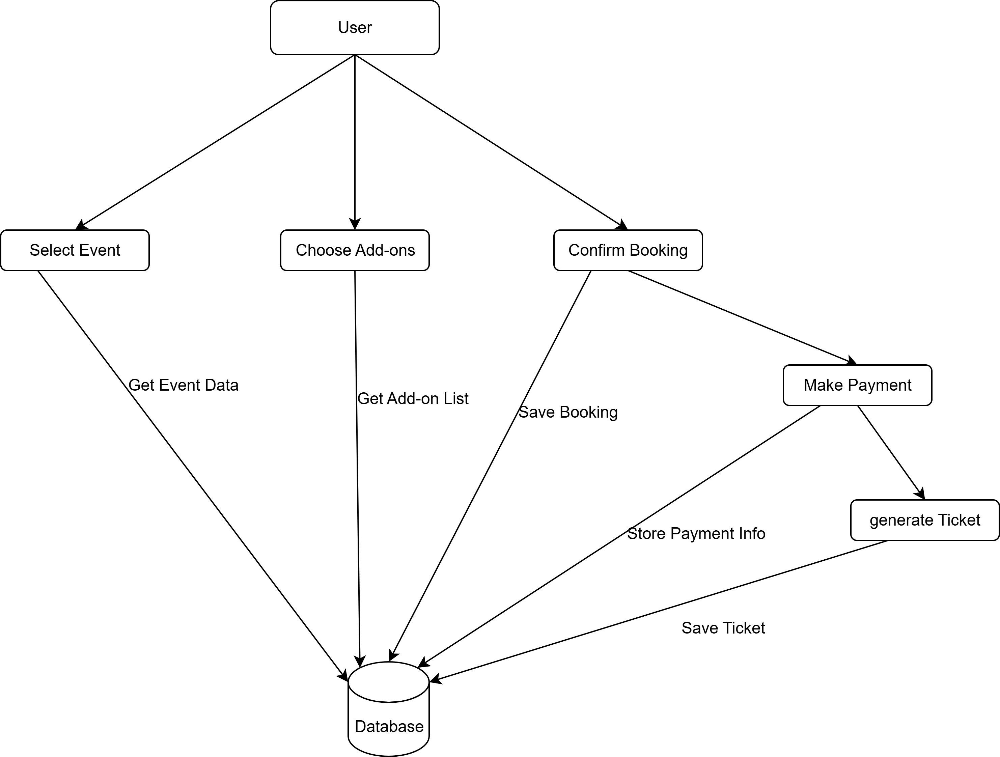 User
Select Event
Choose Add-ons
Confirm Booking
Get Event Data
Make Payment
Get Add-on List
Save Booking
generate Ticket
Store Payment Info
Save Ticket
Database